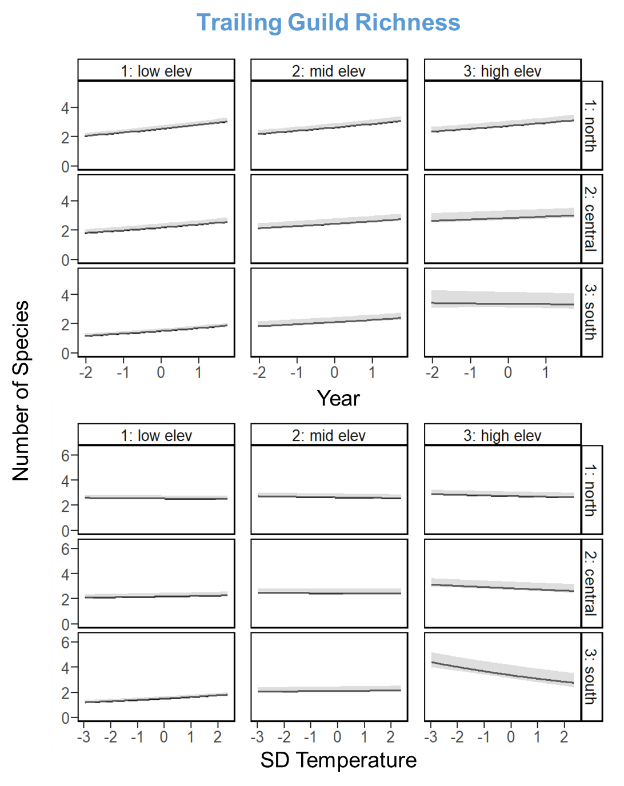 Trailing Guild Richness
1: low elev 2: mid elev 3: high elev
4
2
0
1: north
4
2
0
2: central
4
2
0
3: south
-2 -1 0 1 -2 -1 0 1 -2 -1 0 1
Year
Number of Species
1: low elev 2: mid elev 3: high elev
6
4
2
0
1: north
6
4
2
0
2: central
6
4
2
0
3: south
-3 -2 -1 0 1 2 -3 -2 -1 0 1 2 -3 -2 -1 0 1 2
SD Temperature